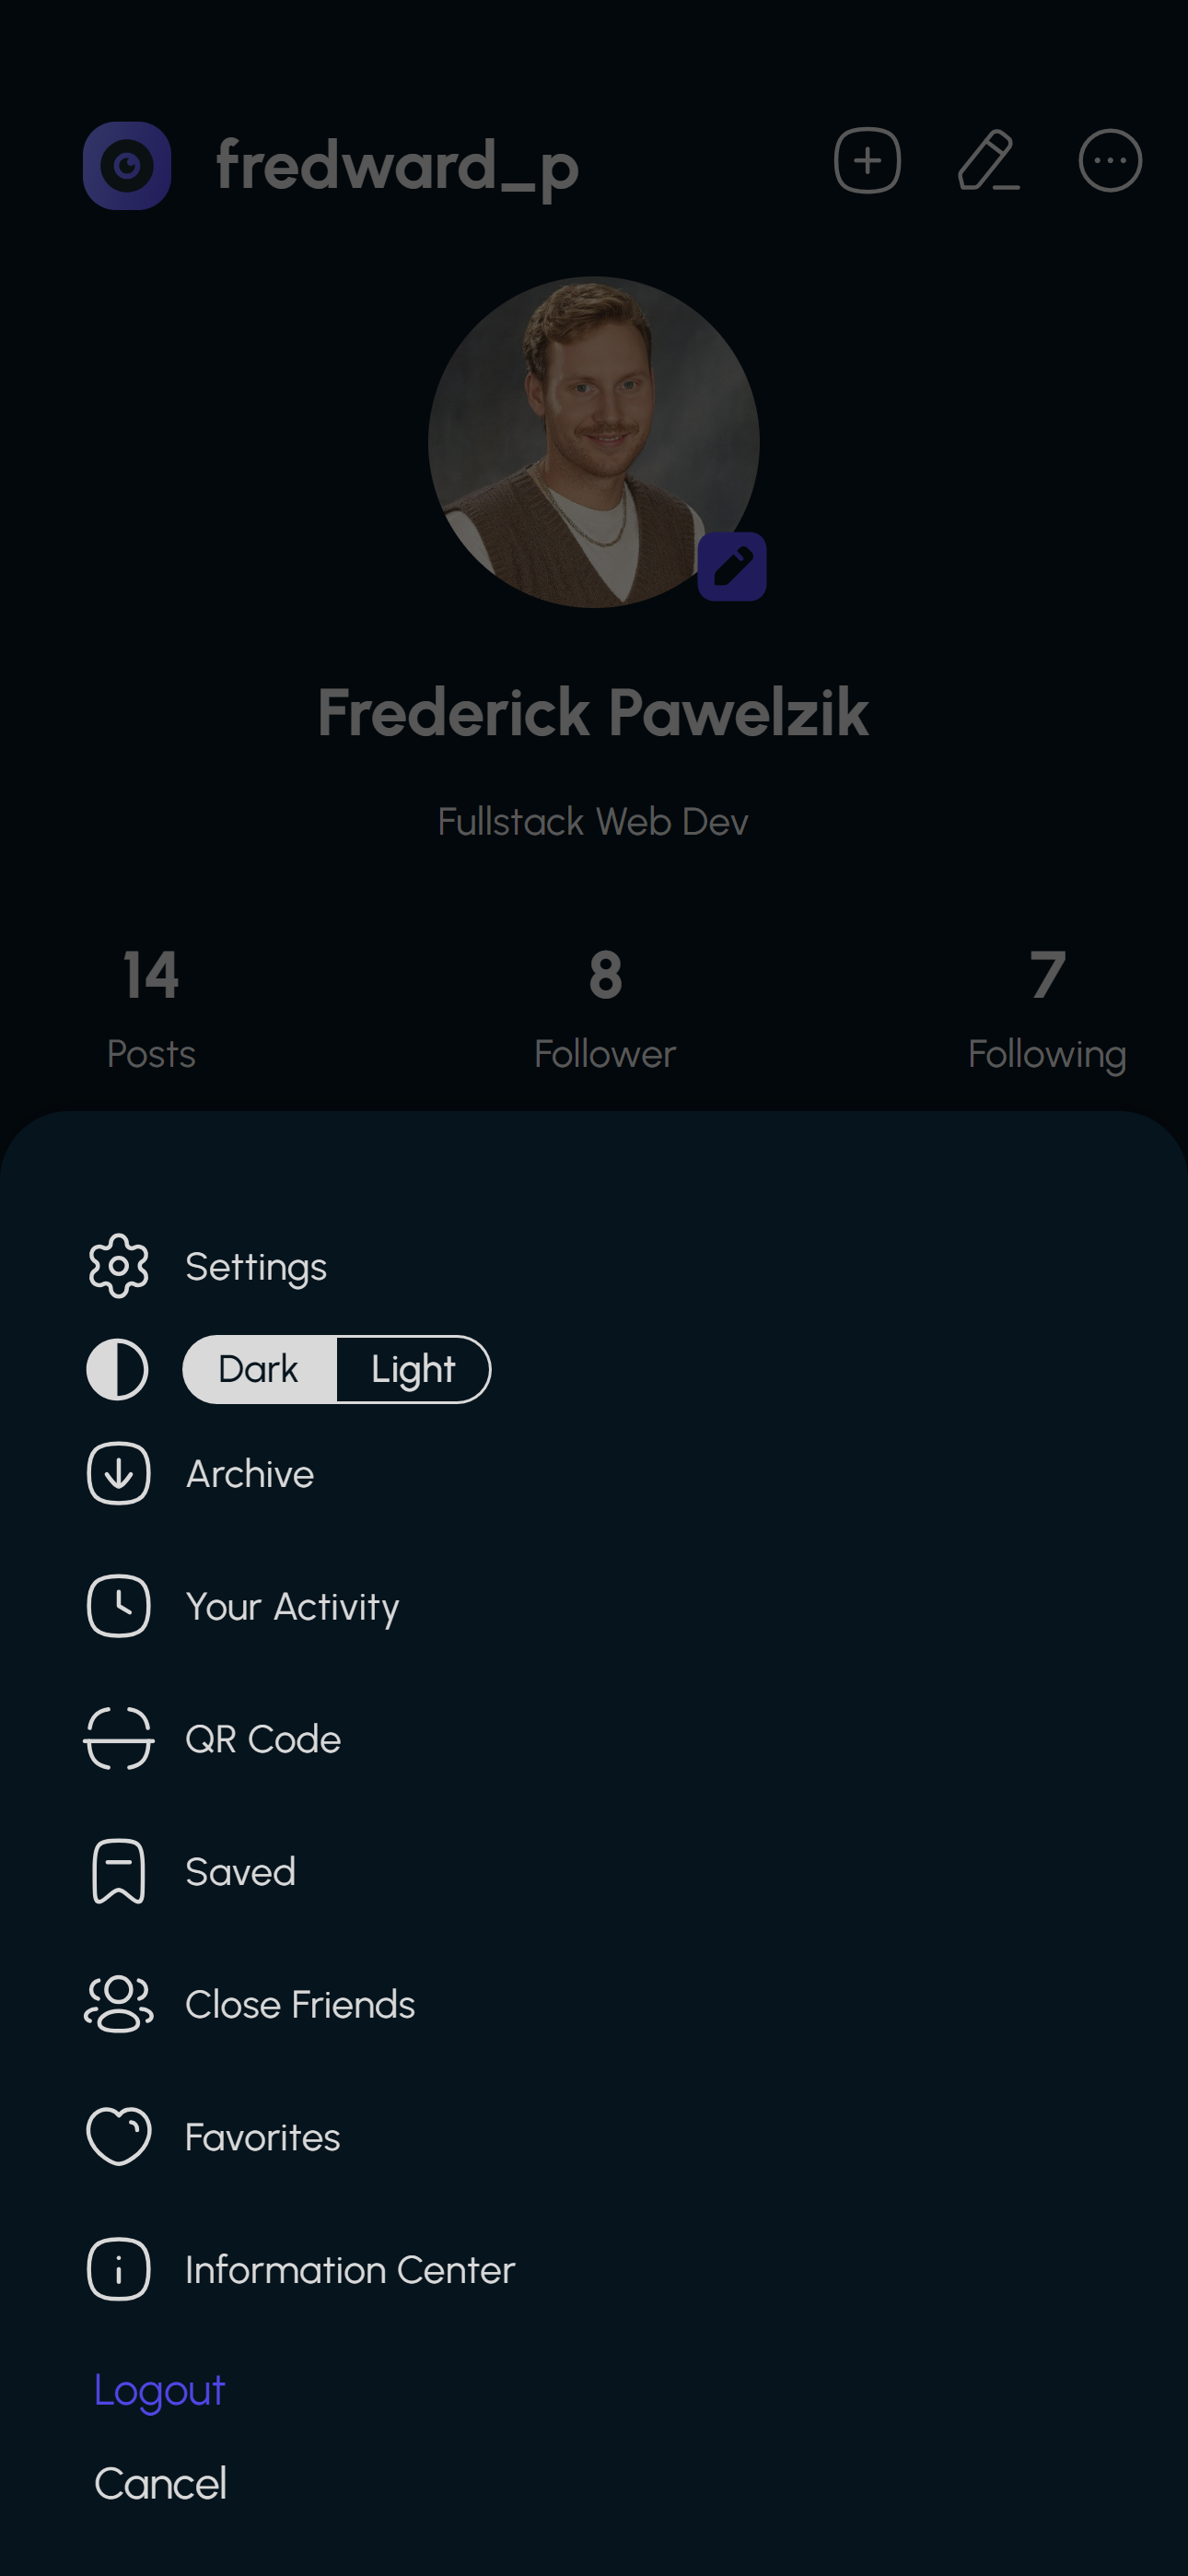 fredward_p
Frederick Pawelzik
Fullstack Web Dev
14 8 7
Posts Follower Following
Settings
Dark Light
Archive
Your Activity
QR Code
Saved
Close Friends
Favorites
Information Center
Logout
Cancel